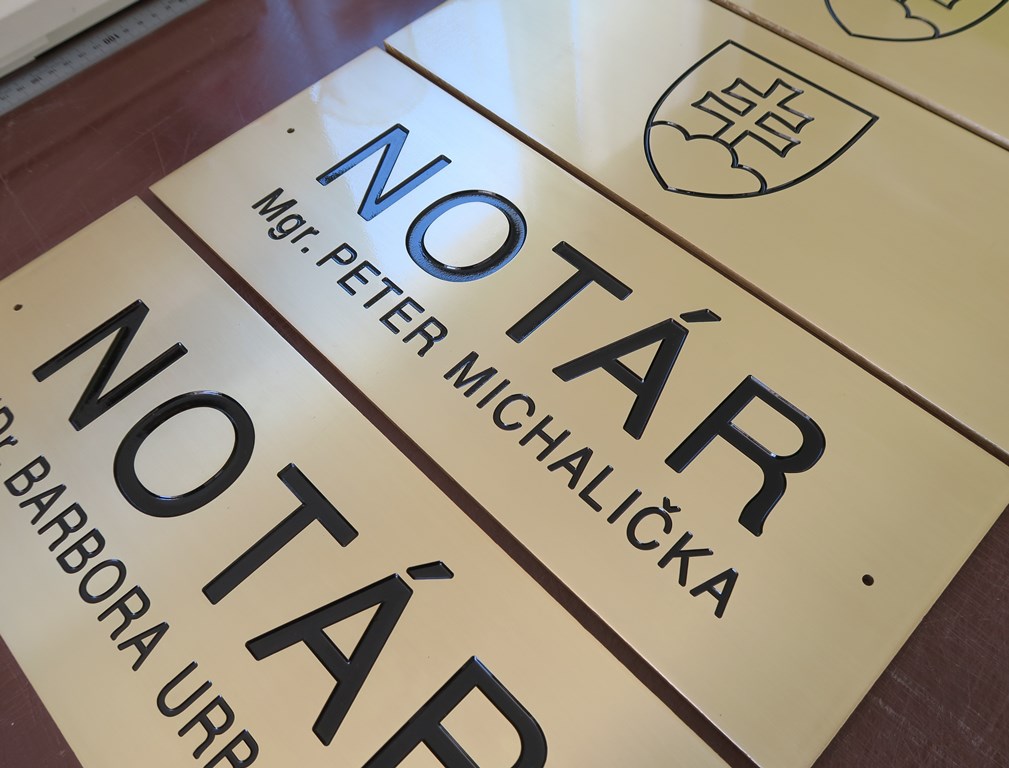 NOTÁR
Mgr. PETER MICHALIČKA
NOTÁR
BARBORA